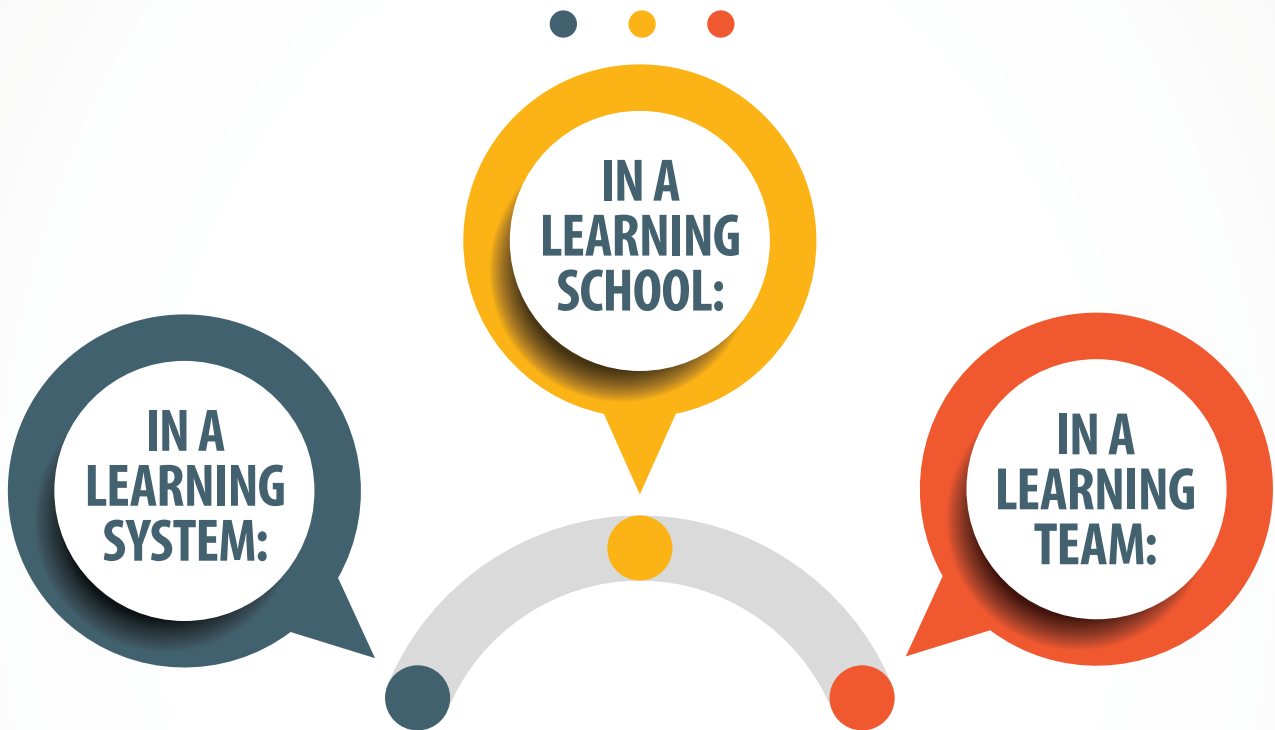 IN A
LEARNING
SCHOOL:
IN A
LEARNING
SYSTEM:
IN A
LEARNING
TEAM: